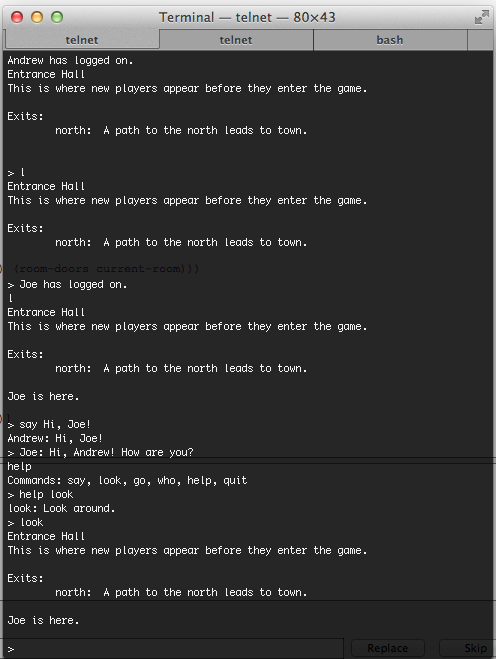 Terminal — telnet — 80×43
telnet telnet bash
Andrew has logged on.
Entrance Hall
This is where new players appear before they enter the game.
Exits:
north: A path to the north leads to town.
> l
Entrance Hall
This is where new players appear before they enter the game.
Exits:
north: A path to the north leads to town.
) (room-doors current-room)))
> Joe has logged on.
l
Entrance Hall
This is where new players appear before they enter the game.
Exits:
north: A path to the north leads to town.
Joe is here.
> say Hi, Joe!
Andrew: Hi, Joe!
> Joe: Hi, Andrew! How are you?
help
Commands: say, look, go, who, help, quit
> help look
look: Look around.
> look
Entrance Hall
This is where new players appear before they enter the game.
Exits:
north: A path to the north leads to town.
Joe is here.
>
Replace Skip